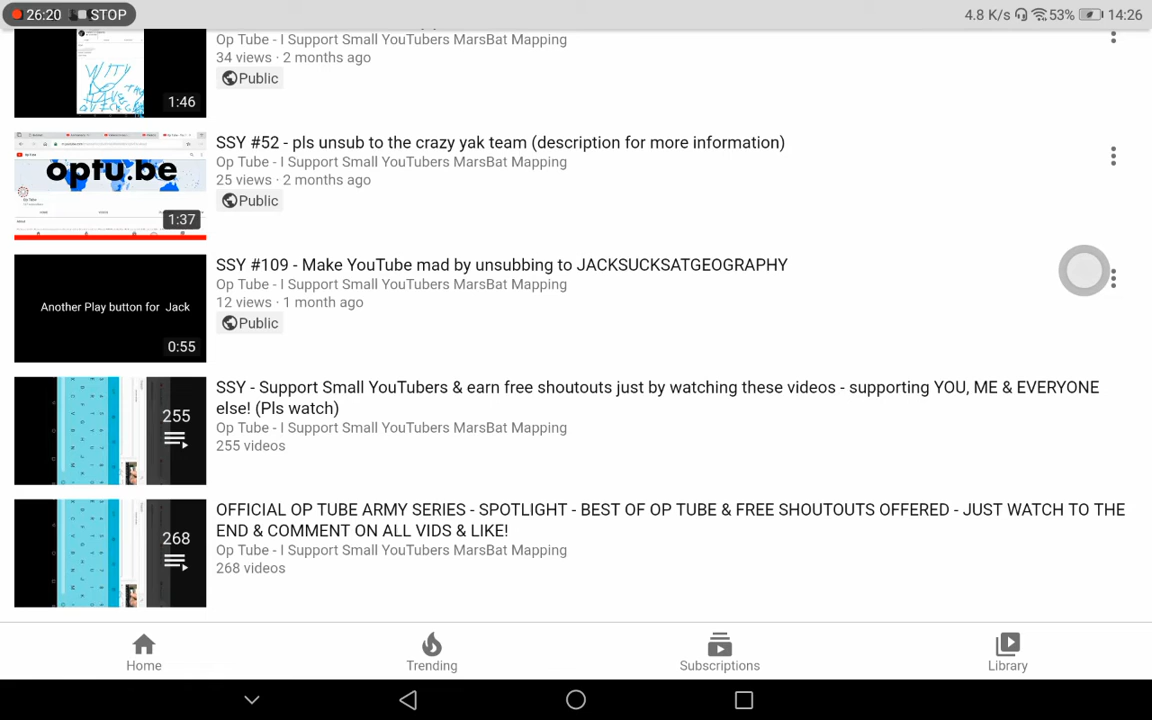 26:20 STOP 4.8 K/s 53% 14:26
Op Tube - I Support Small YouTubers MarsBat Mapping
34 views · 2 months ago
Public
1:46
SSY #52 - pls unsub to the crazy yak team (description for more information)
Op Tube - I Support Small YouTubers MarsBat Mapping
25 views · 2 months ago
Public
optu.be
1:37
SSY #109 - Make YouTube mad by unsubbing to JACKSUCKSATGEOGRAPHY
Op Tube - I Support Small YouTubers MarsBat Mapping
12 views · 1 month ago
Public
Another Play button for Jack
0:55
SSY - Support Small YouTubers & earn free shoutouts just by watching these videos - supporting YOU, ME & EVERYONE
else! (Pls watch)
Op Tube - I Support Small YouTubers MarsBat Mapping
255 videos
255
OFFICIAL OP TUBE ARMY SERIES - SPOTLIGHT - BEST OF OP TUBE & FREE SHOUTOUTS OFFERED - JUST WATCH TO THE
END & COMMENT ON ALL VIDS & LIKE!
Op Tube - I Support Small YouTubers MarsBat Mapping
268 videos
268
Home Trending Subscriptions Library